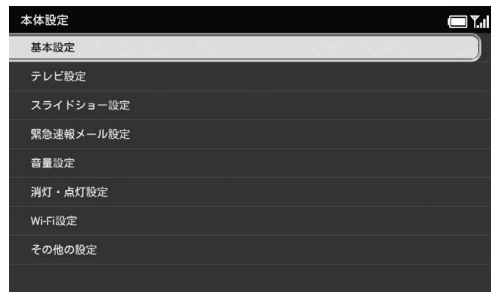 本体設定
基本設定
テレビ設定
スライドショー設定
緊急速報メール設定
音量設定
消灯・点灯設定
Wi-Fi設定
その他の設定